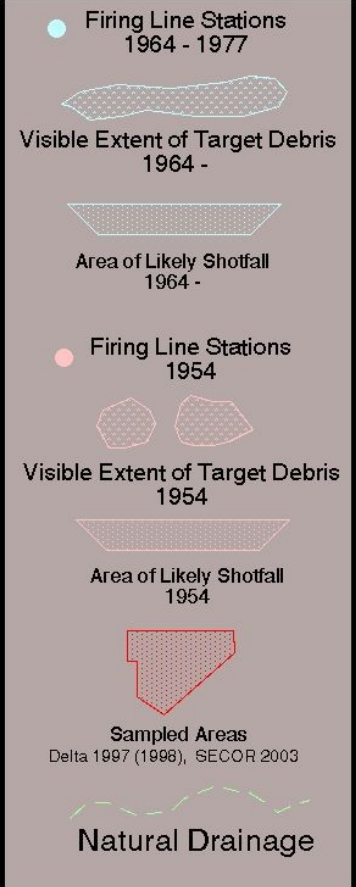 Firing Line Stations
1964 - 1977
Visible Extent of Target Debris
1964 -
Area of Likely Shotfall
1964 -
Firing Line Stations
1954
Visible Extent of Target Debris
1954
Area of Likely Shotfall
1954
Sampled Areas
Delta 1997 (1998), SECOR 2003
Natural Drainage